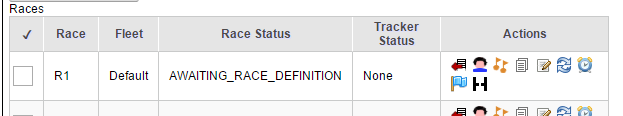 Races
✓ Race Fleet Race Status Tracker Status Actions
R1 Default AWAITING_RACE_DEFINITION None